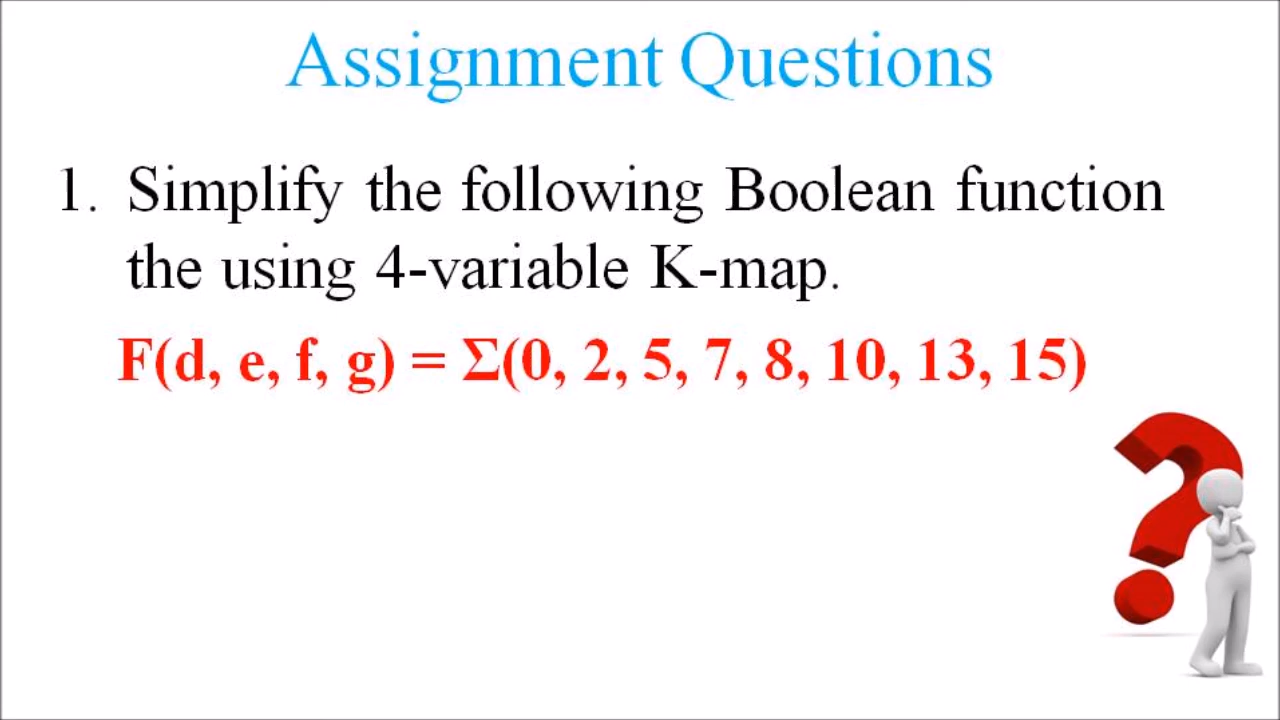 Assignment Questions
1. Simplify the following Boolean function
the using 4-variable K-map.
F(d, e, f, g) = Σ(0, 2, 5, 7, 8, 10, 13, 15)